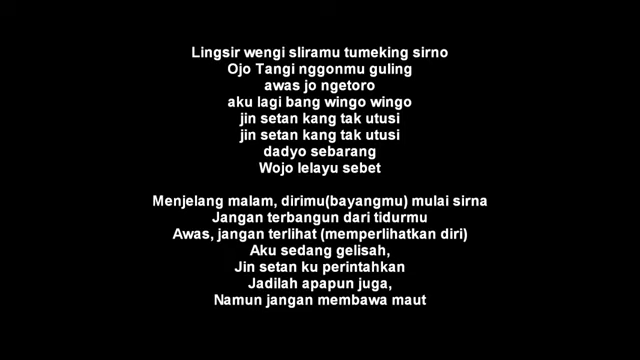 Lingsir wengi sliramu tumeking sirno
Ojo Tangi nggonmu guling
awas jo ngetoro
aku lagi bang wingo wingo
jin setan kang tak utusi
jin setan kang tak utusi
dadyo sebarang
Wojo lelayu sebet
Menjelang malam, dirimu(bayangmu) mulai sirna
Jangan terbangun dari tidurmu
Awas, jangan terlihat (memperlihatkan diri)
Aku sedang gelisah,
Jin setan ku perintahkan
Jadilah apapun juga,
Namun jangan membawa maut